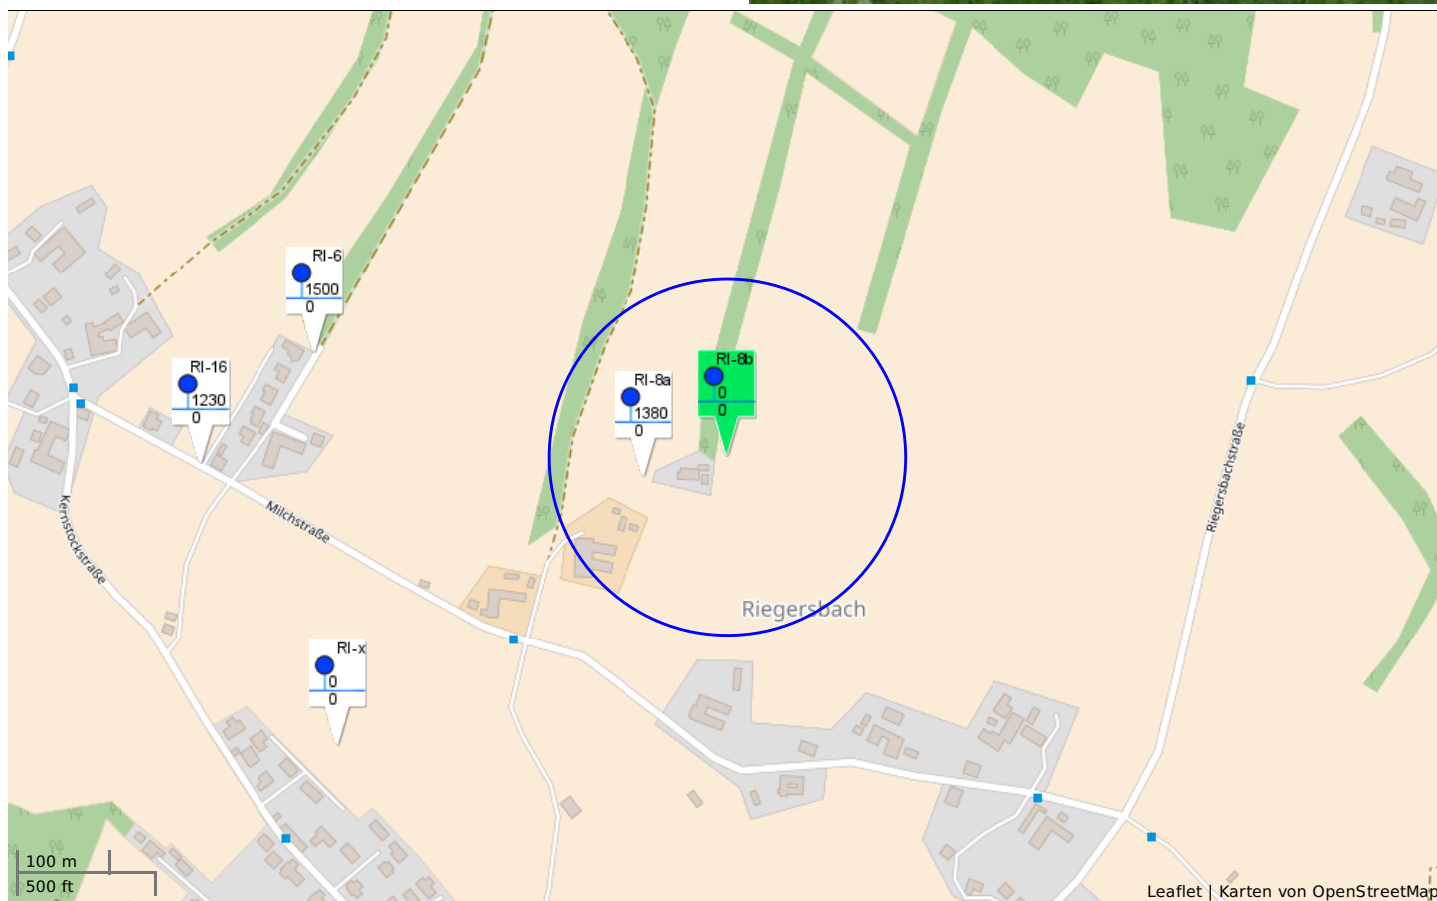 RI-6
1500
0
RI-16
1230
0
RI-8b
0
0
RI-8a
1380
0
Riegersbachstraße
Kernstockstraße
Milchstraße
Riegersbach
RI-x
0
0
100 m
500 ft
Leaflet | Karten von OpenStreetMap